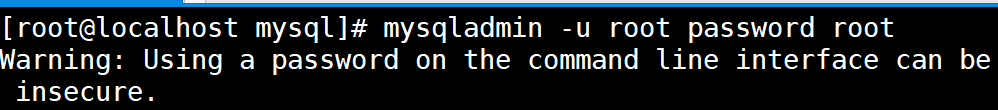 [root@localhost mysql]# mysqladmin -u root password root
Warning: Using a password on the command line interface can be
 insecure.